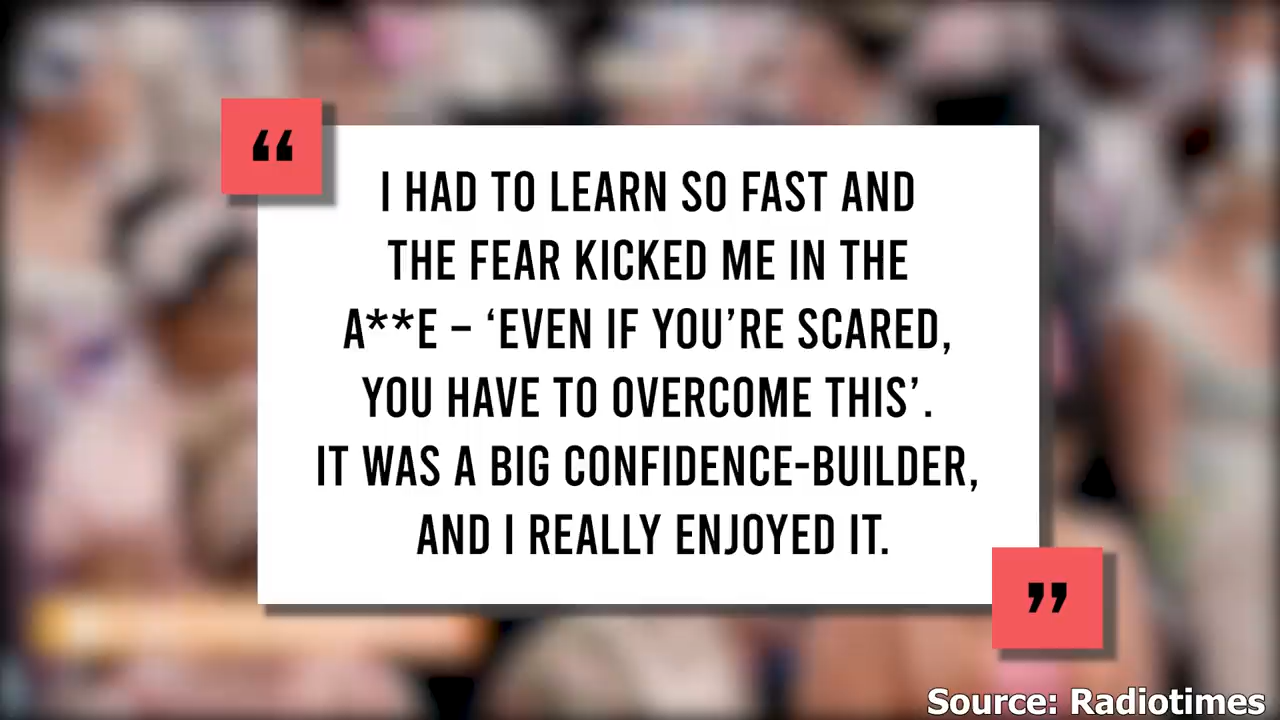 “
I HAD TO LEARN SO FAST AND
THE FEAR KICKED ME IN THE
A**E – ‘EVEN IF YOU’RE SCARED,
YOU HAVE TO OVERCOME THIS’.
IT WAS A BIG CONFIDENCE-BUILDER,
AND I REALLY ENJOYED IT.
”
Source: Radiotimes